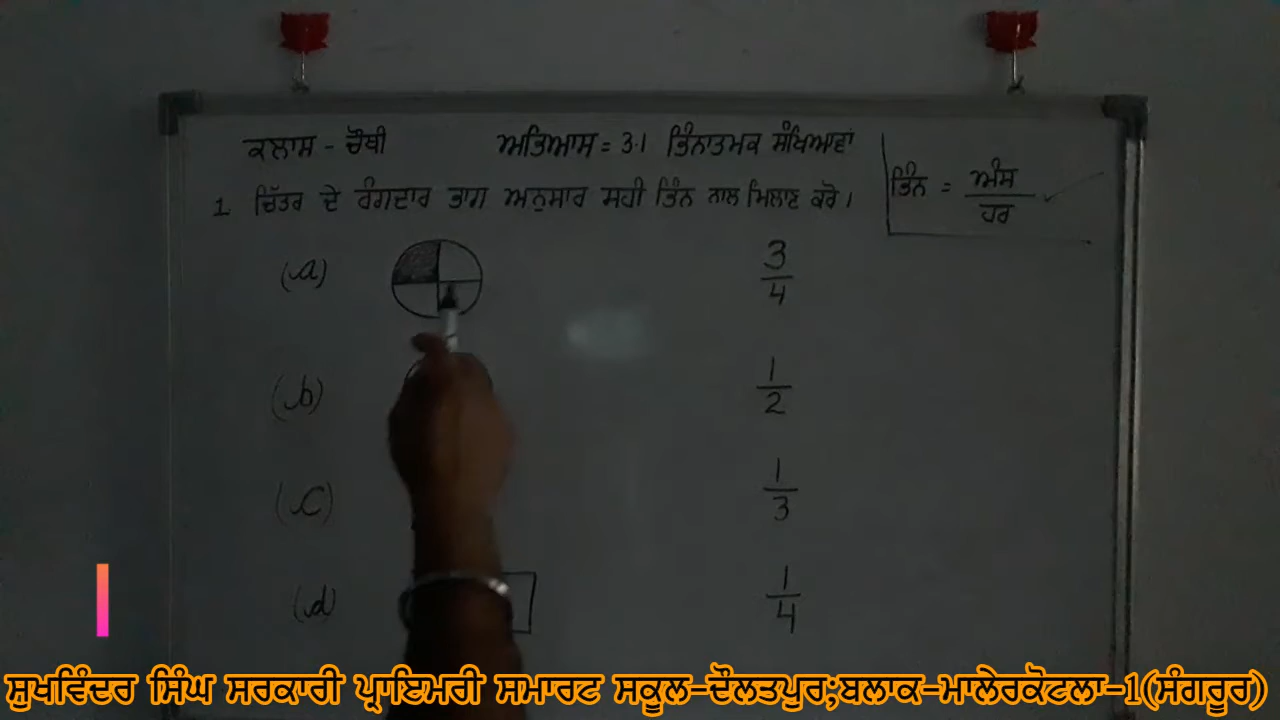 ਕਲਾਸ - ਚੌਥੀ ਅਭਿਆਸ = 3.1 ਭਿੰਨਾਤਮਕ ਸੰਖਿਆਵਾਂ
ਭਿੰਨ = ਅੰਸ਼ / ਹਰ
1 ਚਿੱਤਰ ਦੇ ਰੰਗਦਾਰ ਭਾਗ ਅਨੁਸਾਰ ਸਹੀ ਭਿੰਨ ਨਾਲ ਮਿਲਾਣ ਕਰੋ।
(a) 3/4
(b) 1/2
(c) 1/3
(d) 1/4
ਸੁਖਵਿੰਦਰ ਸਿੰਘ ਸਰਕਾਰੀ ਪ੍ਰਾਇਮਰੀ ਸਮਾਰਟ ਸਕੂਲ-ਦੌਲਤਪੁਰ;ਬਲਾਕ-ਮਾਲੇਰਕੋਟਲਾ-1(ਸੰਗਰੂਰ)